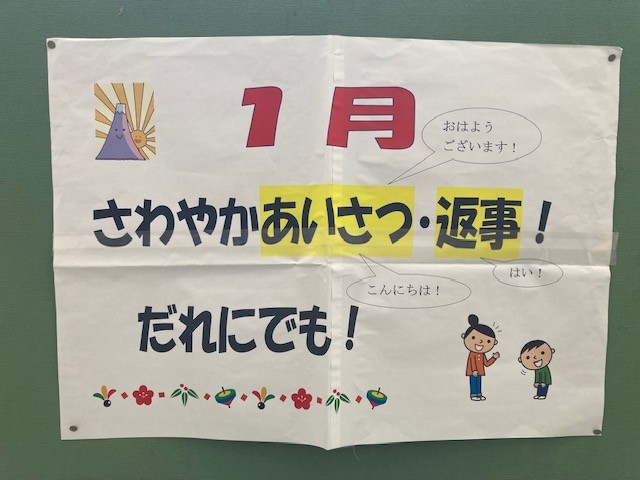 1月
おはよう
ございます！
さわやかあいさつ・返事！
はい！
こんにちは！
だれにでも！